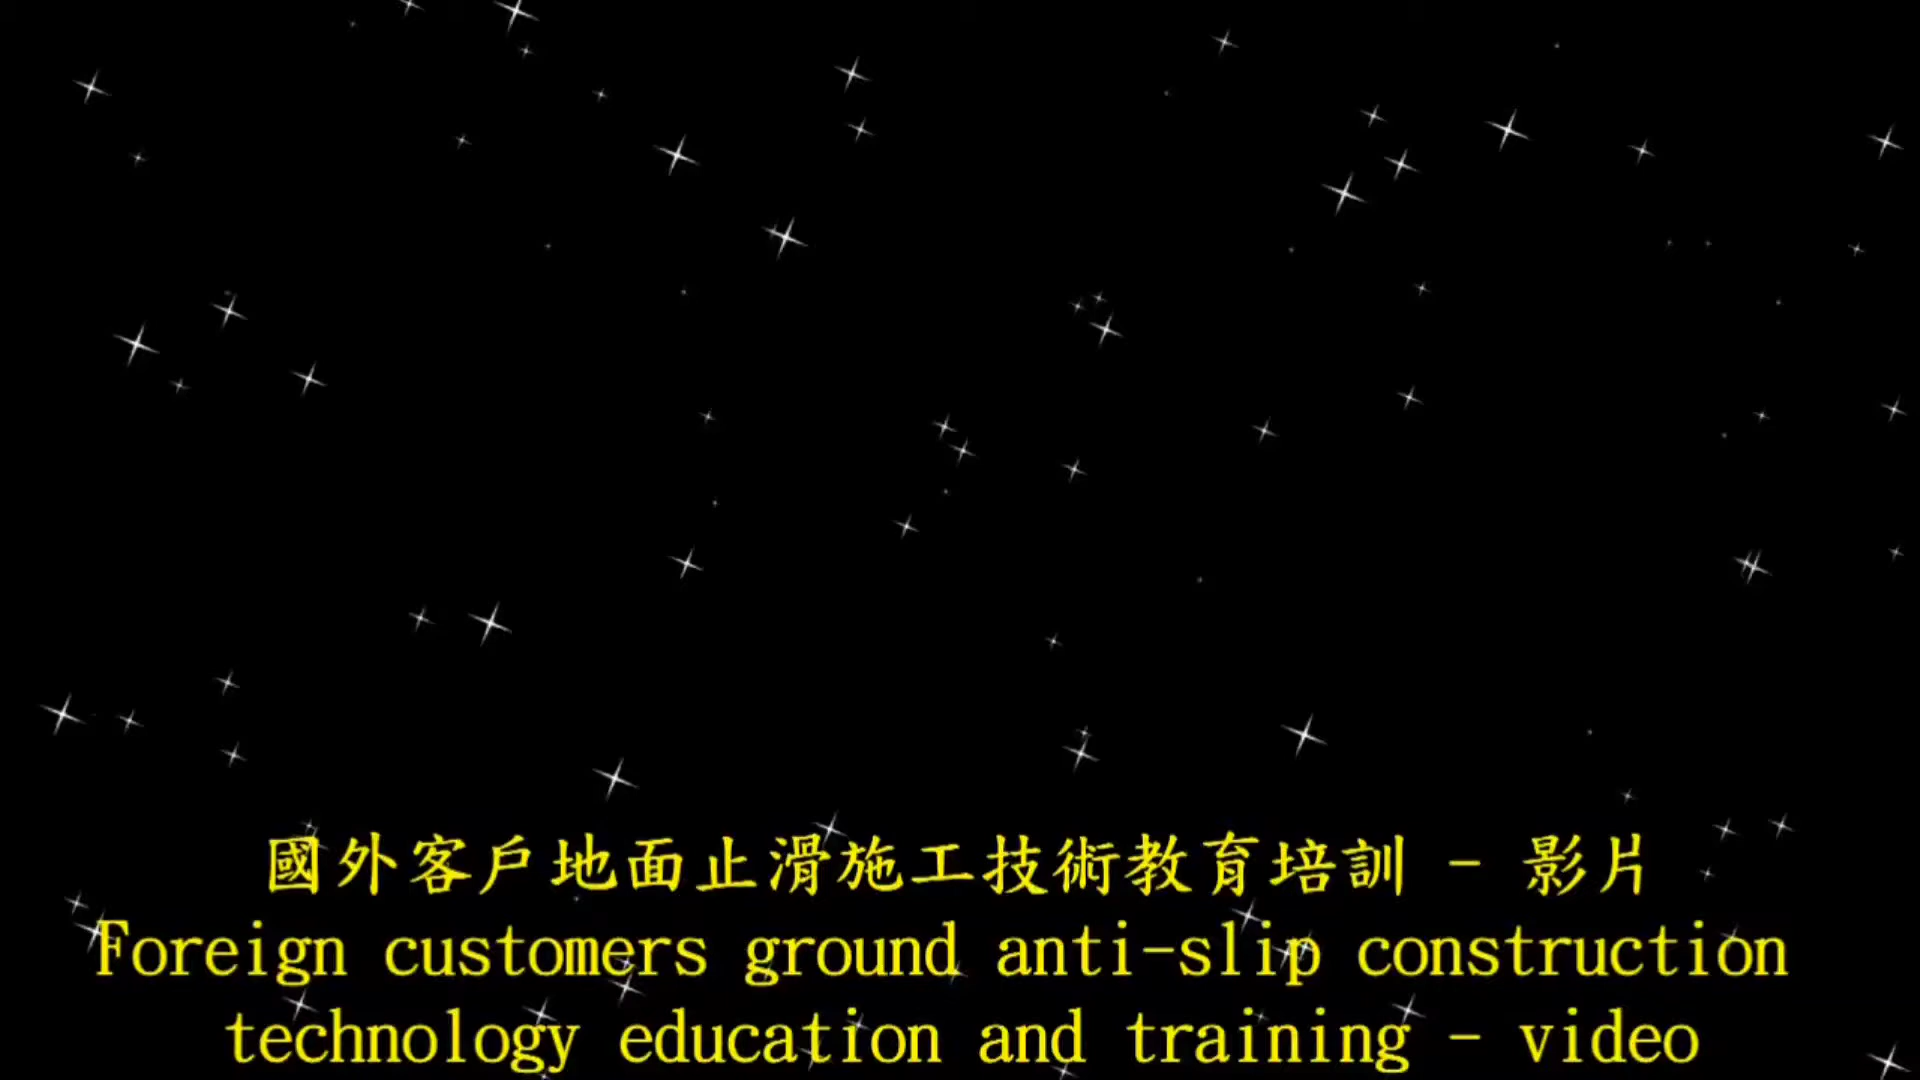 國外客戶地面止滑施工技術教育培訓 - 影片
Foreign customers ground anti-slip construction
technology education and training - video